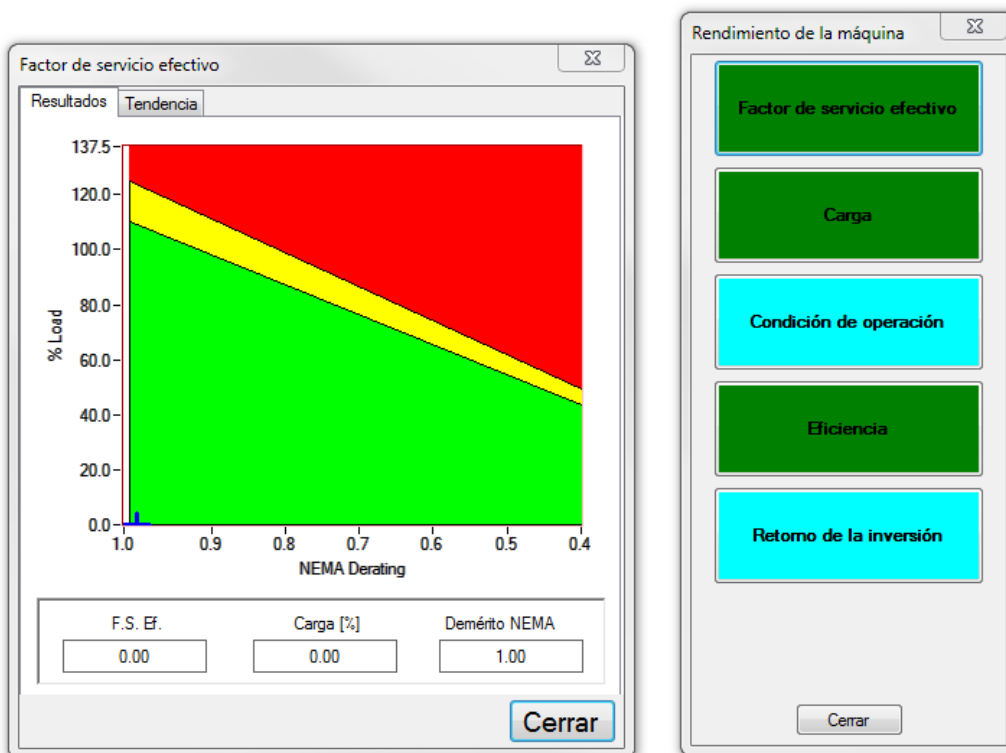 Factor de servicio efectivo
Resultados
Tendencia
137.5
120.0
100.0
80.0
60.0
40.0
20.0
0.0
% Load
1.0 0.9 0.8 0.7 0.6 0.5 0.4
NEMA Derating
F.S. Ef. Carga [%] Demérito NEMA
0.00 0.00 1.00
Cerrar
Rendimiento de la máquina
Factor de servicio efectivo
Carga
Condición de operación
Eficiencia
Retorno de la inversión
Cerrar